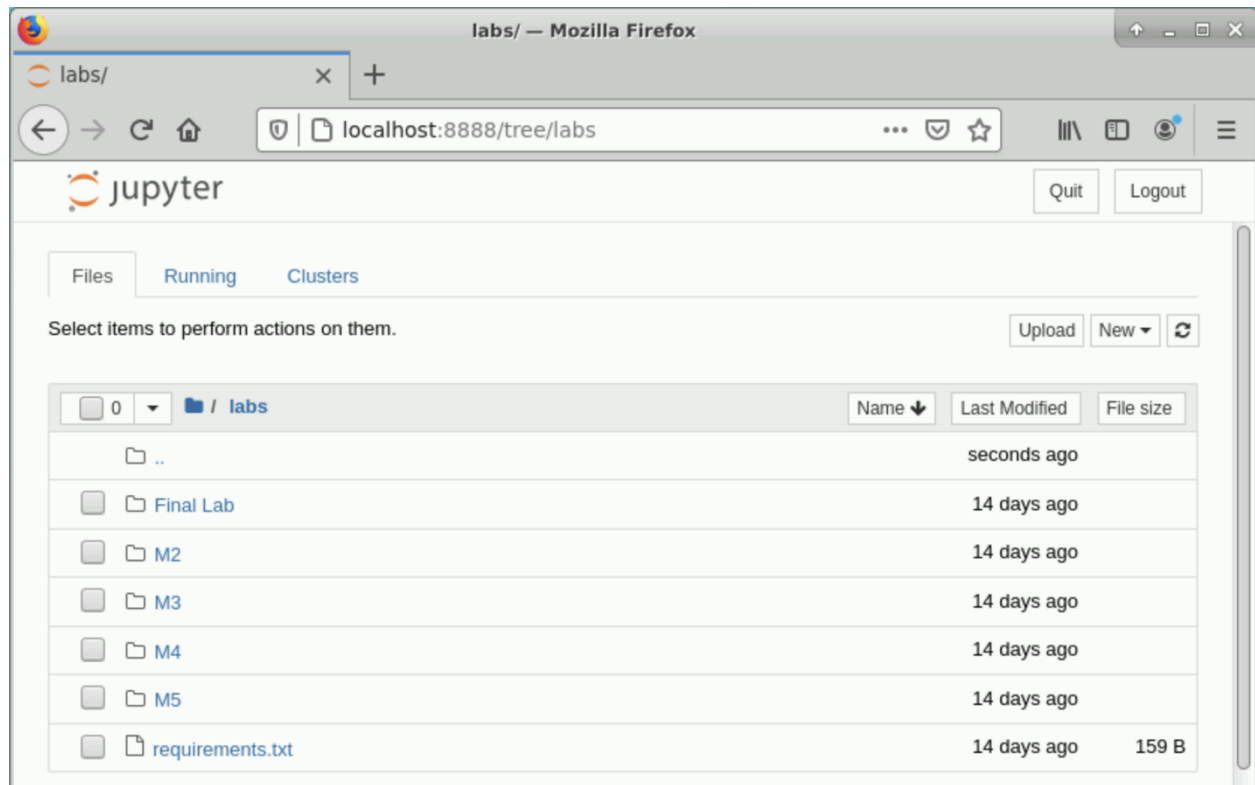 labs/ — Mozilla Firefox
labs/
localhost:8888/tree/labs
jupyter
Quit
Logout
Files
Running
Clusters
Select items to perform actions on them.
Upload
New
0
/ labs
Name
Last Modified
File size
..
seconds ago
Final Lab
14 days ago
M2
14 days ago
M3
14 days ago
M4
14 days ago
M5
14 days ago
requirements.txt
14 days ago
159 B